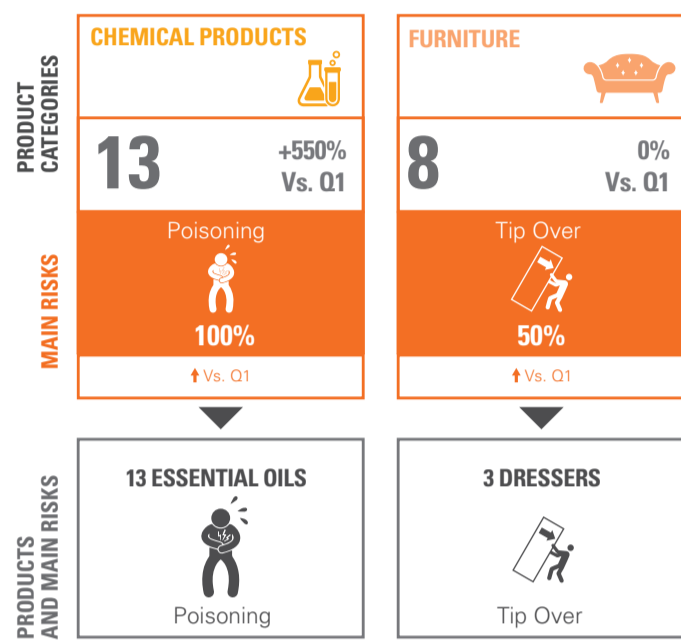 PRODUCT
CATEGORIES
CHEMICAL PRODUCTS
13
+550%
Vs. Q1
FURNITURE
8
0%
Vs. Q1
MAIN RISKS
Poisoning
100%
⬆ Vs. Q1
Tip Over
50%
⬆ Vs. Q1
PRODUCTS
AND MAIN RISKS
13 ESSENTIAL OILS
Poisoning
3 DRESSERS
Tip Over